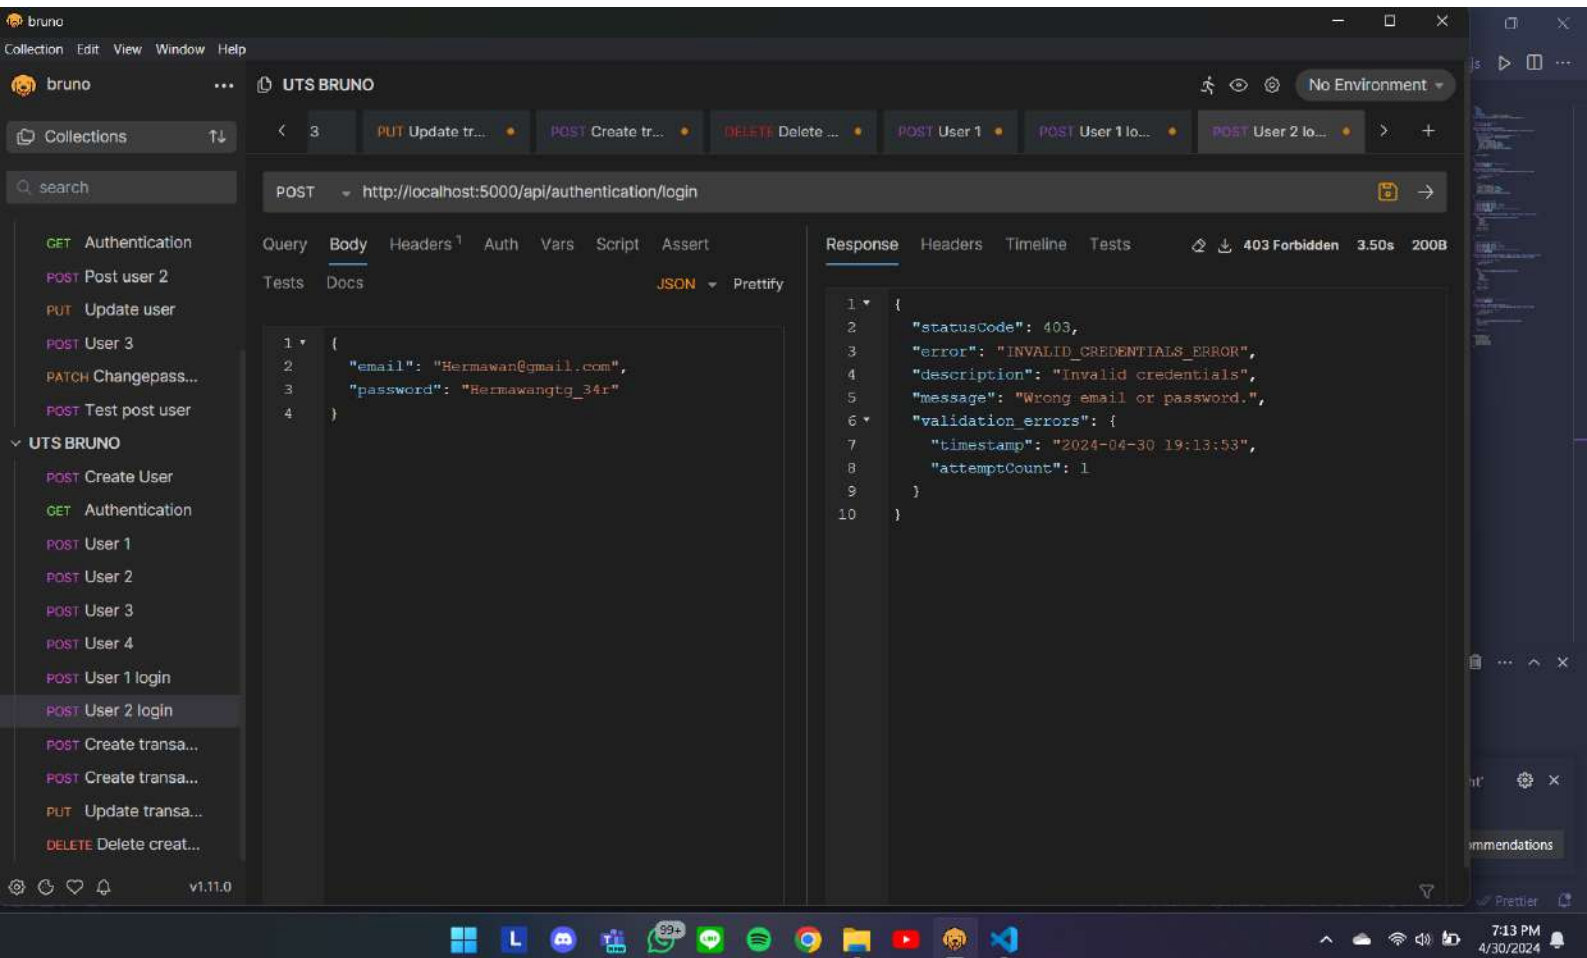 bruno
Collection Edit View Window Help
bruno ...
UTS BRUNO
No Environment
Collections
3
PUT Update tr...
POST Create tr...
DELETE Delete ...
POST User 1
POST User 1 lo...
POST User 2 lo...
+
search
POST http://localhost:5000/api/authentication/login
Query Body Headers 1 Auth Vars Script Assert
Tests Docs
JSON Prettify
Response Headers Timeline Tests
403 Forbidden 3.50s 200B
GET Authentication
POST Post user 2
PUT Update user
POST User 3
PATCH Changepass...
POST Test post user
UTS BRUNO
POST Create User
GET Authentication
POST User 1
POST User 2
POST User 3
POST User 4
POST User 1 login
POST User 2 login
POST Create transa...
POST Create transa...
PUT Update transa...
DELETE Delete creat...
v1.11.0
1 {
2 "email": "Hermawan@gmail.com",
3 "password": "Hermawangtg_34r"
4 }
1 {
2 "statusCode": 403,
3 "error": "INVALID_CREDENTIALS_ERROR",
4 "description": "Invalid credentials",
5 "message": "Wrong email or password.",
6 "validation_errors": {
7 "timestamp": "2024-04-30 19:13:53",
8 "attemptCount": 1
9 }
10 }
js
ht'
mmendations
Prettier
L
99+
7:13 PM
4/30/2024